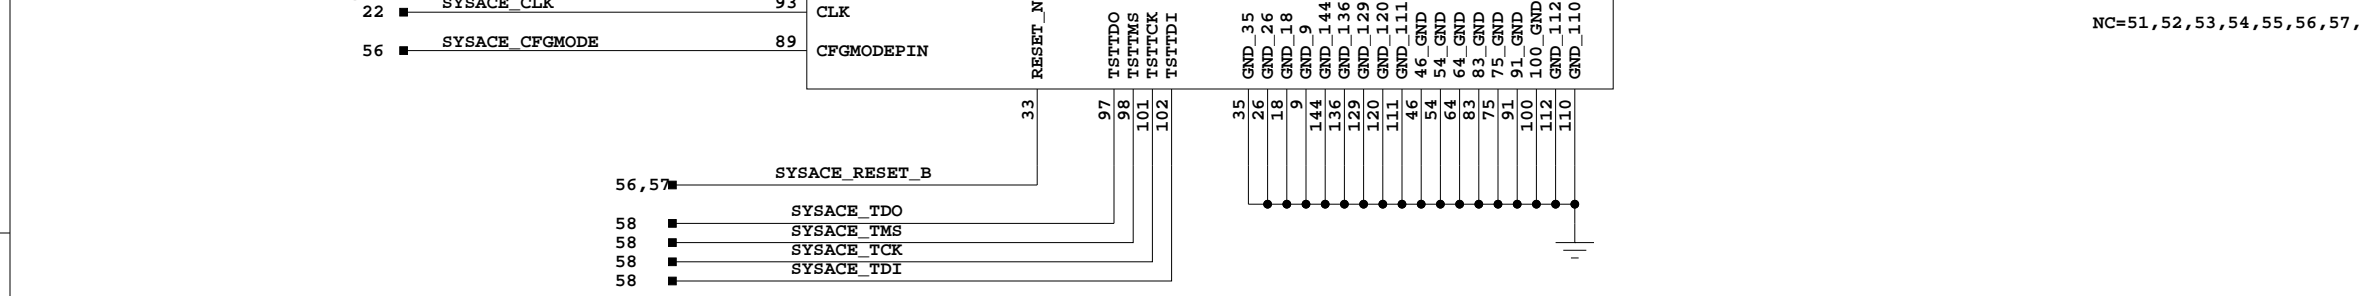 22 SYSACE_CLK 93 CLK
56 SYSACE_CFGMODE 89 CFGMODEPIN
NC=51,52,53,54,55,56,57,
RESET_N
TSTTDO
TSTTMS
TSTTCK
TSTTDI
GND_35
GND_26
GND_18
GND_9
GND_144
GND_136
GND_129
GND_120
GND_111
46_GND
54_GND
64_GND
83_GND
75_GND
91_GND
100_GND
GND_112
GND_110
33
97
98
101
102
35
26
18
9
144
136
129
120
111
46
54
64
83
75
91
100
112
110
56,57 SYSACE_RESET_B
58 SYSACE_TDO
58 SYSACE_TMS
58 SYSACE_TCK
58 SYSACE_TDI